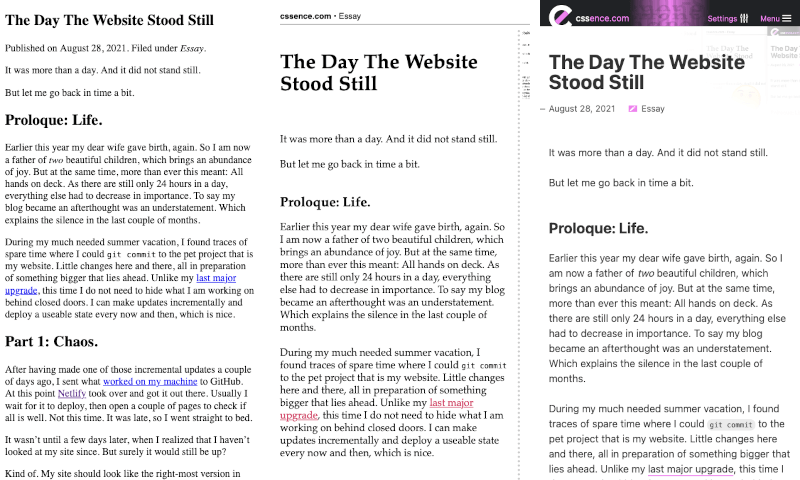 The Day The Website Stood Still
Published on August 28, 2021. Filed under Essay.
It was more than a day. And it did not stand still.
But let me go back in time a bit.
Proloque: Life.
Earlier this year my dear wife gave birth, again. So I am now
a father of two beautiful children, which brings an abundance
of joy. But at the same time, more than ever this meant: All
hands on deck. As there are still only 24 hours in a day,
everything else had to decrease in importance. To say my
blog became an afterthought was an understatement. Which
explains the silence in the last couple of months.
During my much needed summer vacation, I found traces of
spare time where I could git commit to the pet project that is
my website. Little changes here and there, all in preparation
of something bigger that lies ahead. Unlike my last major
upgrade, this time I do not need to hide what I am working on
behind closed doors. I can make updates incrementally and
deploy a useable state every now and then, which is nice.
Part 1: Chaos.
After having made one of those incremental updates a couple
of days ago, I sent what worked on my machine to GitHub.
At this point Netlify took over and got it out there. Usually I
wait for it to deploy, then open a couple of pages to check if
all is well. Not this time. It was late, so I went straight to bed.
It wasn't until a few days later, when I realized that I haven't
looked at my site since. But surely it would still be up?
Kind of. My site should look like the right-most version in
cssence.com • Essay
The Day The Website
Stood Still
It was more than a day. And it did not stand still.
But let me go back in time a bit.
Proloque: Life.
Earlier this year my dear wife gave birth, again. So
I am now a father of two beautiful children, which
brings an abundance of joy. But at the same time,
more than ever this meant: All hands on deck. As
there are still only 24 hours in a day, everything
else had to decrease in importance. To say my blog
became an afterthought was an understatement.
Which explains the silence in the last couple of
months.
During my much needed summer vacation, I
found traces of spare time where I could git commit
to the pet project that is my website. Little changes
here and there, all in preparation of something
bigger that lies ahead. Unlike my last major
upgrade, this time I do not need to hide what I am
working on behind closed doors. I can make
updates incrementally and deploy a useable state
every now and then, which is nice.
cssence.com
Settings
Menu
The Day The Website
Stood Still
– August 28, 2021 Essay
It was more than a day. And it did not stand still.
But let me go back in time a bit.
Proloque: Life.
Earlier this year my dear wife gave birth, again. So I
am now a father of two beautiful children, which
brings an abundance of joy. But at the same time,
more than ever this meant: All hands on deck. As
there are still only 24 hours in a day, everything else
had to decrease in importance. To say my blog
became an afterthought was an understatement.
Which explains the silence in the last couple of
months.
During my much needed summer vacation, I found
traces of spare time where I could git commit to the
pet project that is my website. Little changes here
and there, all in preparation of something bigger that
lies ahead. Unlike my last major upgrade, this time I